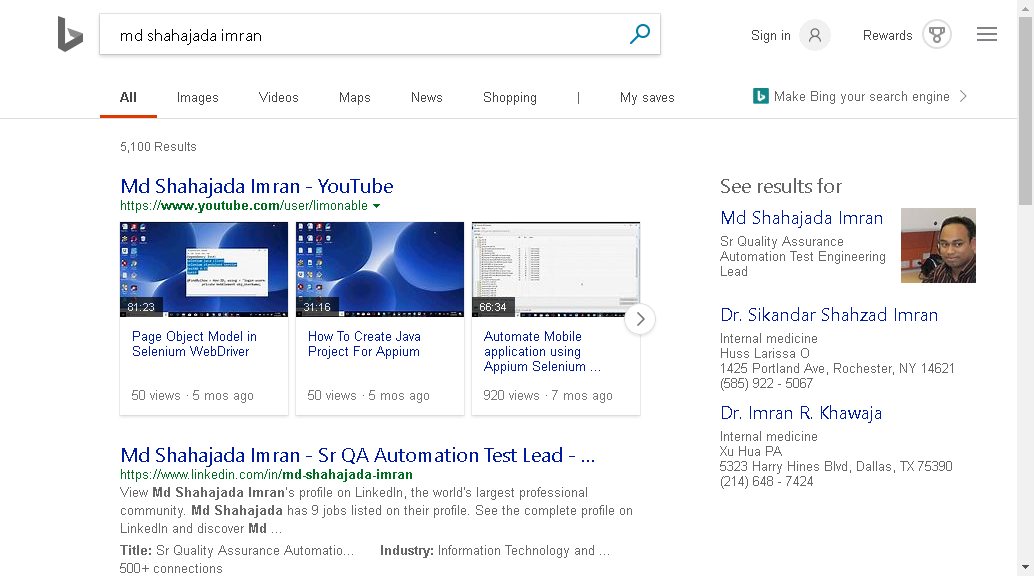 md shahajada imran
Sign in
Rewards
All
Images
Videos
Maps
News
Shopping
|
My saves
Make Bing your search engine
5,100 Results
Md Shahajada Imran - YouTube
https://www.youtube.com/user/limonable
81:23
Page Object Model in
Selenium WebDriver
50 views · 5 mos ago
31:16
How To Create Java
Project For Appium
50 views · 5 mos ago
66:34
Automate Mobile
application using
Appium Selenium ...
920 views · 7 mos ago
Md Shahajada Imran - Sr QA Automation Test Lead - ...
https://www.linkedin.com/in/md-shahajada-imran
View Md Shahajada Imran's profile on LinkedIn, the world's largest professional
community. Md Shahajada has 9 jobs listed on their profile. See the complete profile on
LinkedIn and discover Md ...
Title: Sr Quality Assurance Automatio...
Industry: Information Technology and ...
500+ connections
See results for
Md Shahajada Imran
Sr Quality Assurance
Automation Test Engineering
Lead
Dr. Sikandar Shahzad Imran
Internal medicine
Huss Larissa O
1425 Portland Ave, Rochester, NY 14621
(585) 922 - 5067
Dr. Imran R. Khawaja
Internal medicine
Xu Hua PA
5323 Harry Hines Blvd, Dallas, TX 75390
(214) 648 - 7424